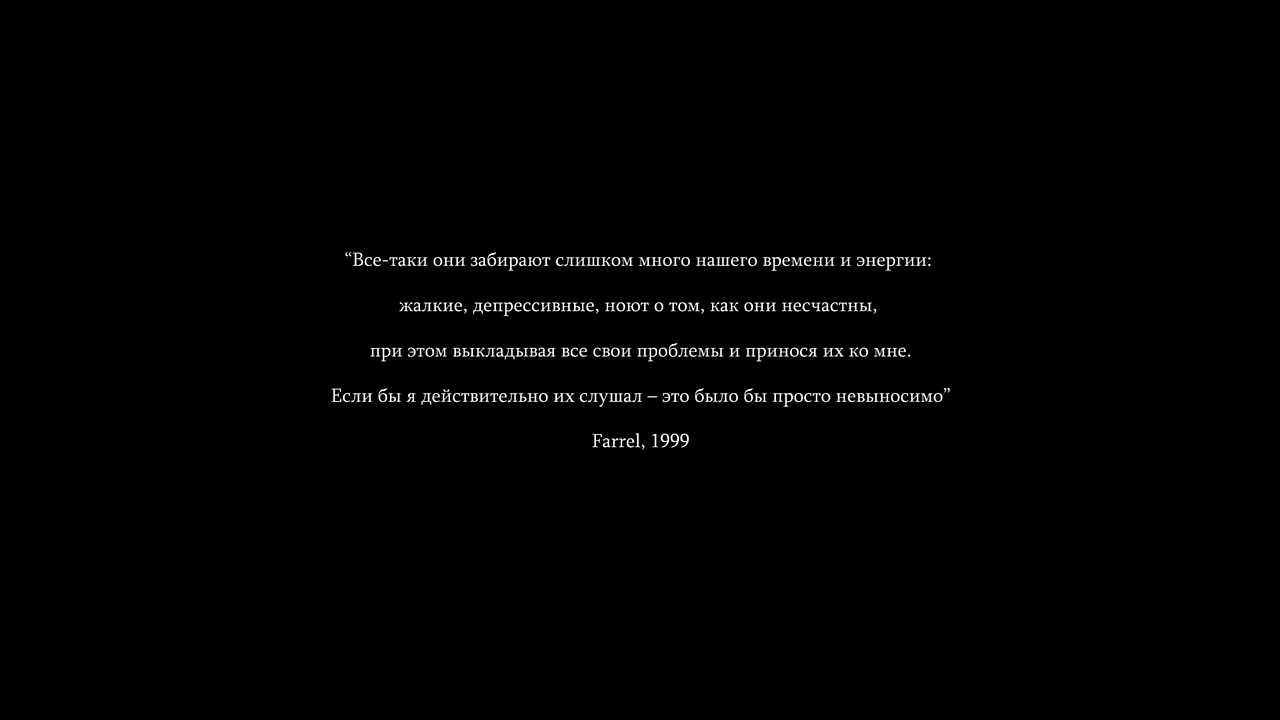 “Все-таки они забирают слишком много нашего времени и энергии:
жалкие, депрессивные, ноют о том, как они несчастны,
при этом выкладывая все свои проблемы и принося их ко мне.
Если бы я действительно их слушал – это было бы просто невыносимо”
Farrel, 1999